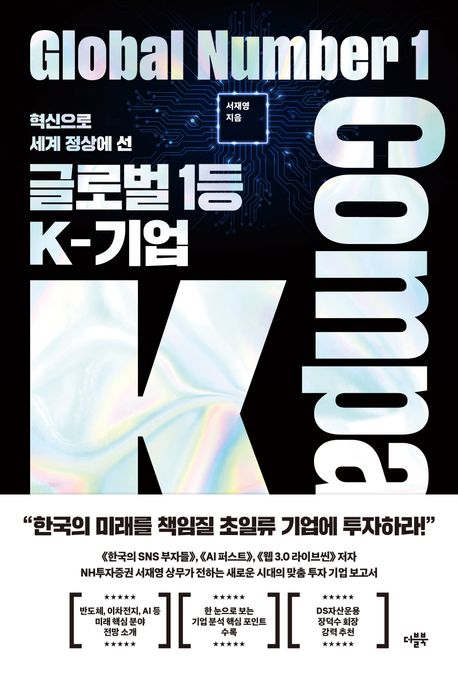 Global Number 1
서재영
지음
혁신으로
세계 정상에 선
글로벌 1등
K-기업
Compa
K
“한국의 미래를 책임질 초일류 기업에 투자하라!”
《한국의 SNS 부자들》, 《AI 퍼스트》, 《웹 3.0 라이브씬》 저자
NH투자증권 서재영 상무가 전하는 새로운 시대의 맞춤 투자 기업 보고서
★★★★★
반도체, 이차전지, AI 등
미래 핵심 분야
전망 소개
★★★★★
★★★★★
한 눈으로 보는
기업 분석 핵심 포인트
수록
★★★★★
★★★★★
DS자산운용
장덕수 회장
강력 추천
★★★★★
더블북